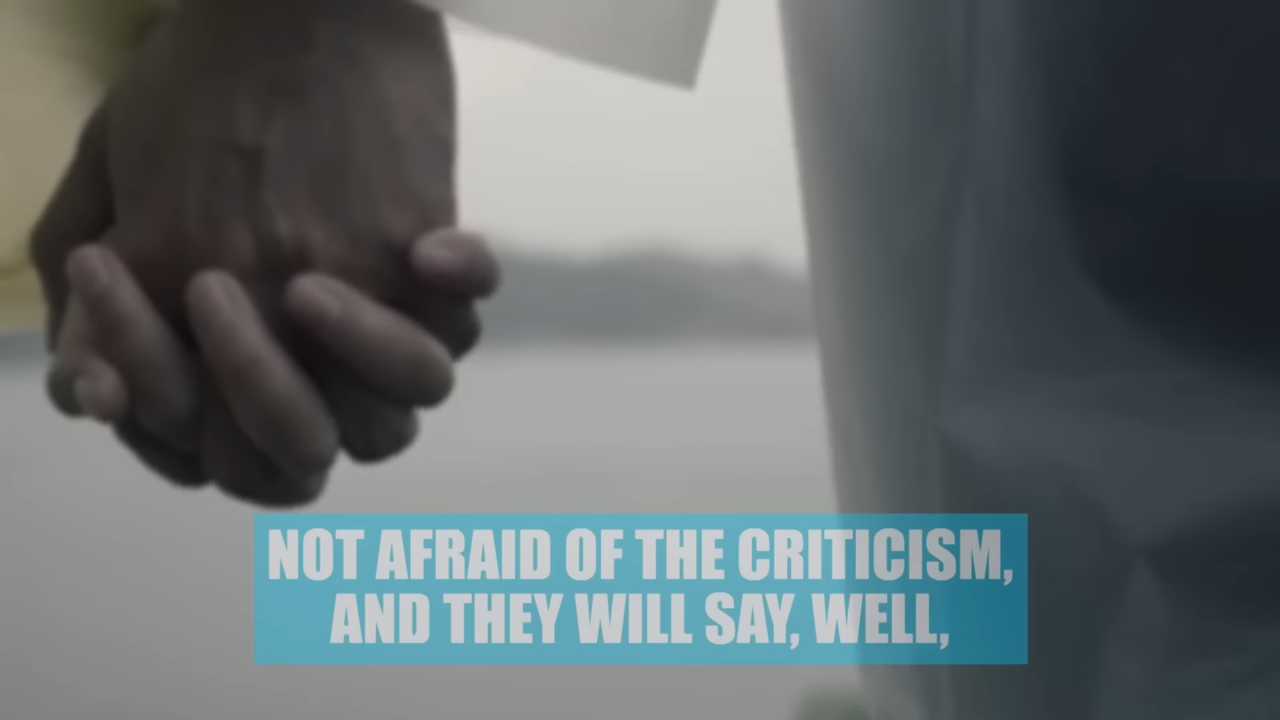 NOT AFRAID OF THE CRITICISM,
AND THEY WILL SAY, WELL,